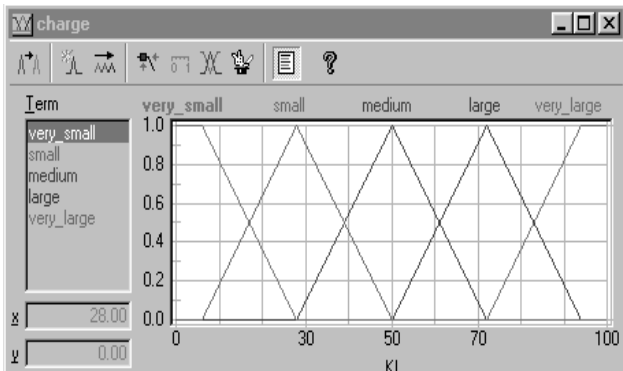 charge
Term
very_small
small
medium
large
very_large
x 28.00
y 0.00
very_small small medium large very_large
1.0
0.8
0.6
0.4
0.2
0.0
0 30 50 70 100